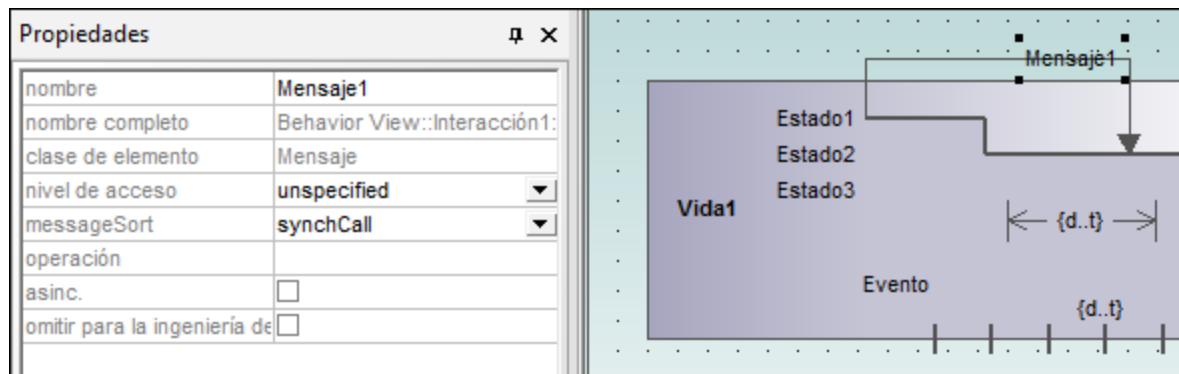 Propiedades
nombre Mensaje1
nombre completo Behavior View::Interacción1:
clase de elemento Mensaje
nivel de acceso unspecified
messageSort synchCall
operación
asinc.
omitir para la ingeniería de
Mensaje1
Estado1
Estado2
Estado3
Vida1
{d..t}
Evento
{d..t}